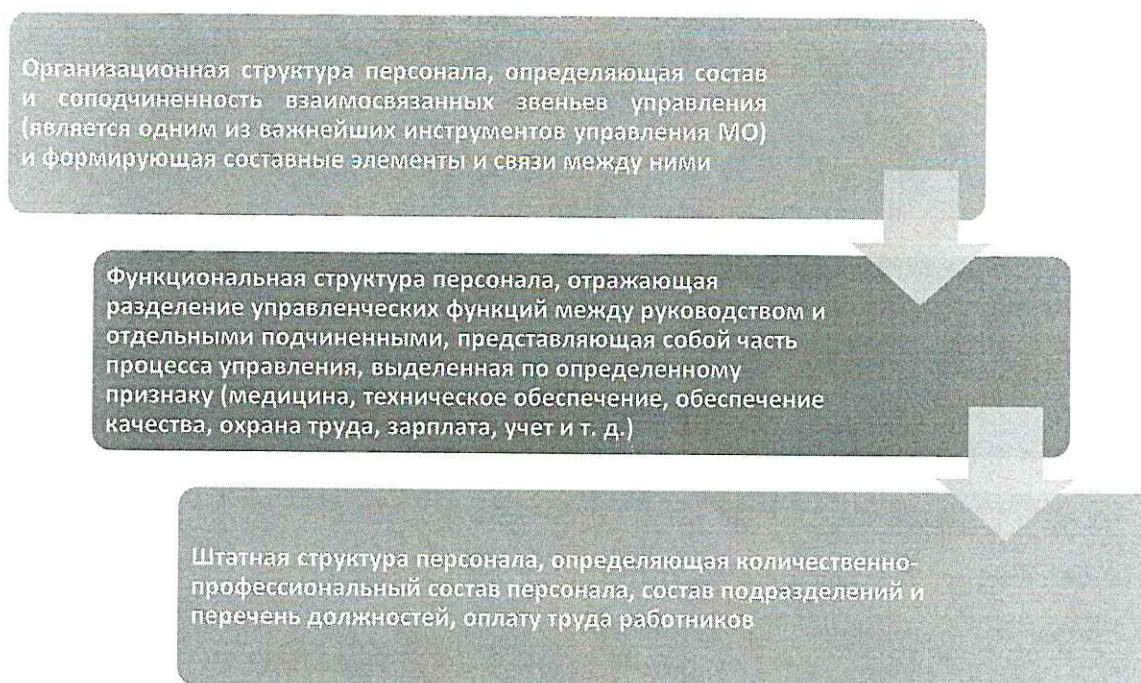 Организационная структура персонала, определяющая состав
и соподчиненность взаимосвязанных звеньев управления
(является одним из важнейших инструментов управления МО)
и формирующая составные элементы и связи между ними
Функциональная структура персонала, отражающая
разделение управленческих функций между руководством и
отдельными подчиненными, представляющая собой часть
процесса управления, выделенная по определенному
признаку (медицина, техническое обеспечение, обеспечение
качества, охрана труда, зарплата, учет и т. д.)
Штатная структура персонала, определяющая количественно-
профессиональный состав персонала, состав подразделений и
перечень должностей, оплату труда работников